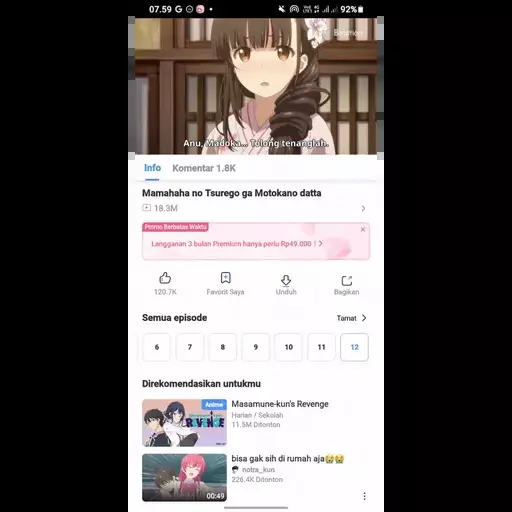 07.59
92%
Bstation
Anu, Madoka... Tolong tenanglah.
Info
Komentar 1.8K
Mamahaha no Tsurego ga Motokano datta
18.3M
Promo Berbatas Waktu
Langganan 3 bulan Premium hanya perlu Rp49.000 !
120.7K
Favorit Saya
Unduh
Bagikan
Semua episode
Tamat
6
7
8
9
10
11
12
Direkomendasikan untukmu
Anime
REVENGE
Masamune-kun's Revenge
Harian / Sekolah
11.5M Ditonton
00:49
bisa gak sih di rumah aja😭😭
notra_kun
226.4K Ditonton